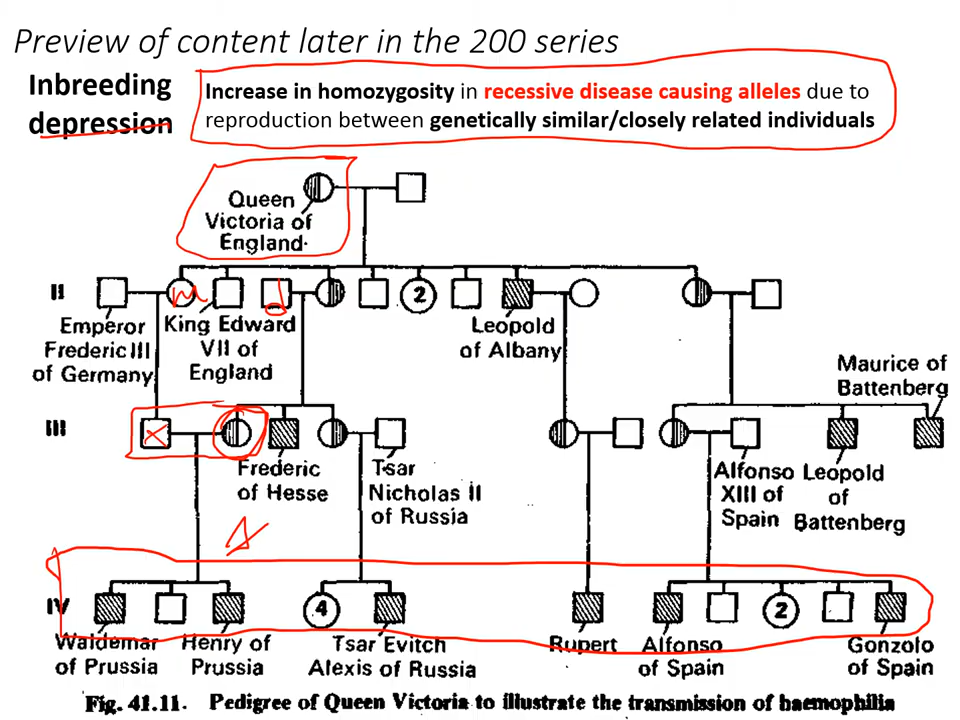 Preview of content later in the 200 series
Inbreeding
depression
Increase in homozygosity in recessive disease causing alleles due to
reproduction between genetically similar/closely related individuals
Queen
Victoria of
England.
II
2
Emperor
Frederic III
of Germany
King Edward
VII of
England
Leopold
of Albany
Maurice of
Battenberg
III
Frederic
of Hesse
Tsar
Nicholas II
of Russia
Alfonso
XIII of
Spain
Leopold
of
Battenberg
IV
4
2
Waldemar
of Prussia
Henry of
Prussia
Tsar Evitch
Alexis of Russia
Rupert
Alfonso
of Spain
Gonzolo
of Spain
Fig. 41.11. Pedigree of Queen Victoria to illustrate the transmission of haemophilia